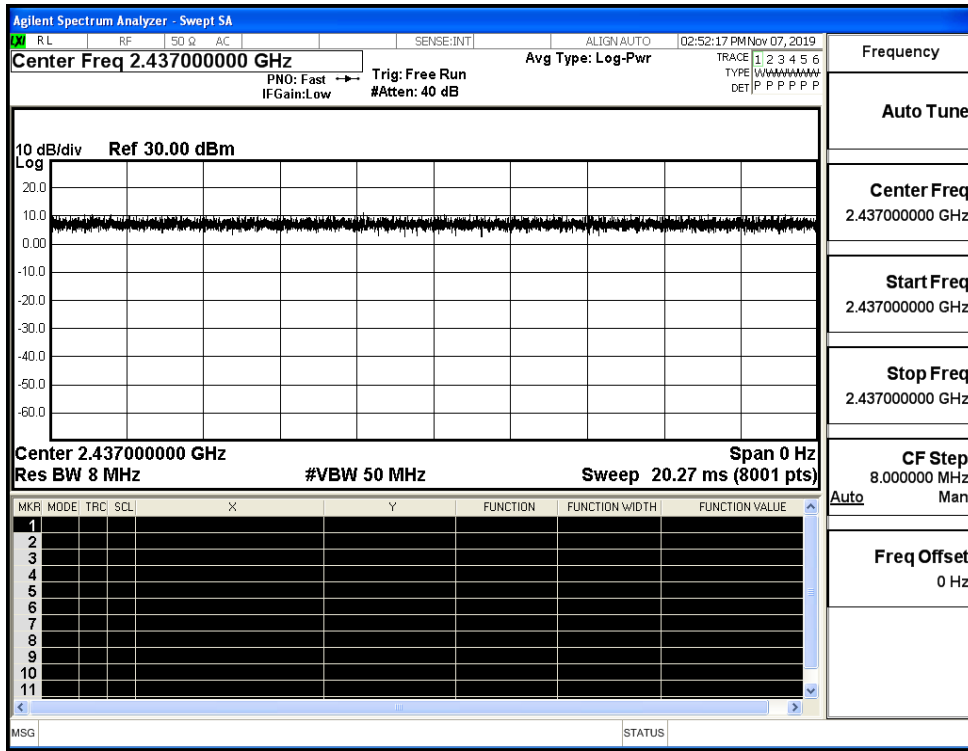 Agilent Spectrum Analyzer - Swept SA
LXI RL RF 50 Ω AC SENSE:INT ALIGN AUTO 02:52:17 PM Nov 07, 2019
Center Freq 2.437000000 GHz
PNO: Fast
IFGain:Low
Trig: Free Run
#Atten: 40 dB
Avg Type: Log-Pwr
TRACE 1 2 3 4 5 6
TYPE
DET P P P P P P
10 dB/div Ref 30.00 dBm
Log
20.0
10.0
0.00
-10.0
-20.0
-30.0
-40.0
-50.0
-60.0
Center 2.437000000 GHz Span 0 Hz
Res BW 8 MHz #VBW 50 MHz Sweep 20.27 ms (8001 pts)
MKR MODE TRC SCL X Y FUNCTION FUNCTION WIDTH FUNCTION VALUE
1
2
3
4
5
6
7
8
9
10
11
MSG STATUS
Frequency
Auto Tune
Center Freq
2.437000000 GHz
Start Freq
2.437000000 GHz
Stop Freq
2.437000000 GHz
CF Step
8.000000 MHz
Auto Man
Freq Offset
0 Hz